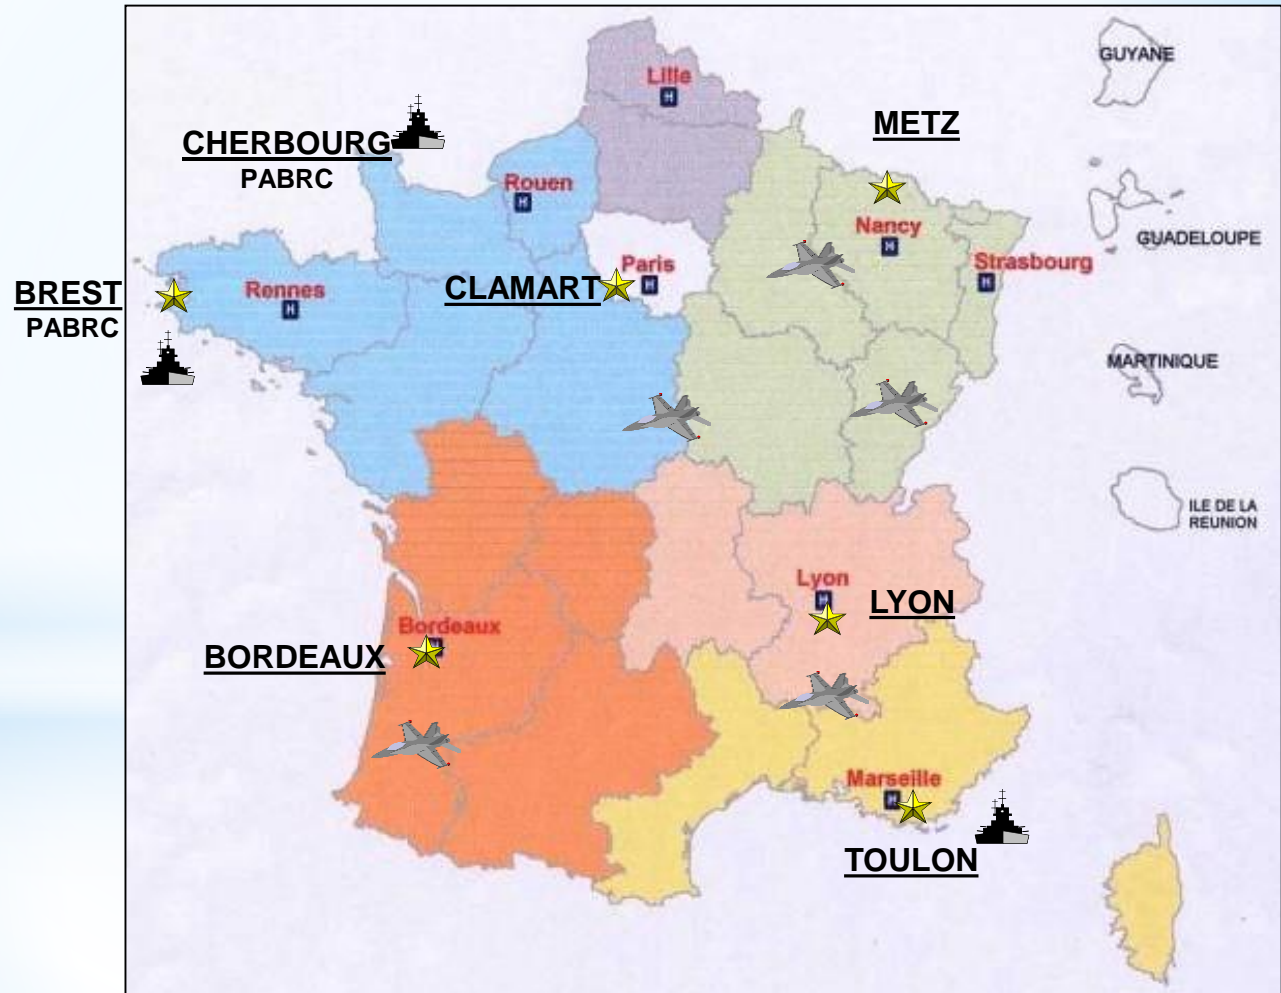 GUYANE
Lille
H
METZ
CHERBOURG
PABRC
Rouen
H
Nancy
H
GUADELOUPE
Strasbourg
H
Paris
H
CLAMART
BREST
PABRC
Rennes
H
MARTINIQUE
ILE DE LA
REUNION
Lyon
H
LYON
Bordeaux
H
BORDEAUX
Marseille
H
TOULON